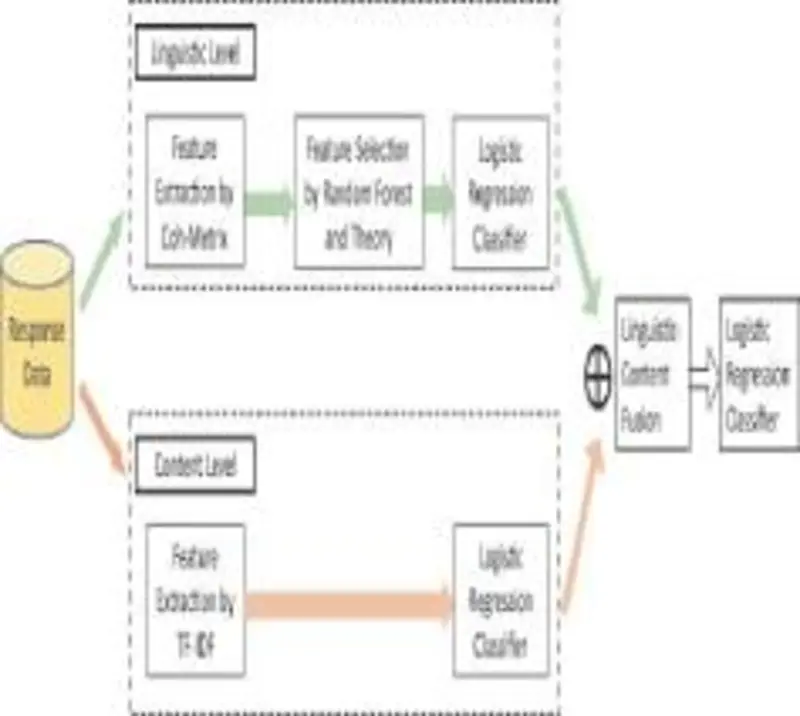 Linguistic Level
Feature
Extraction by
Coh-Metrix
Feature Selection
by Random Forest
and Theory
Logistic
Regression
Classifier
Response
Data
Linguistic
Content
Fusion
Logistic
Regression
Classifier
Content Level
Feature
Extraction by
TF-IDF
Logistic
Regression
Classifier